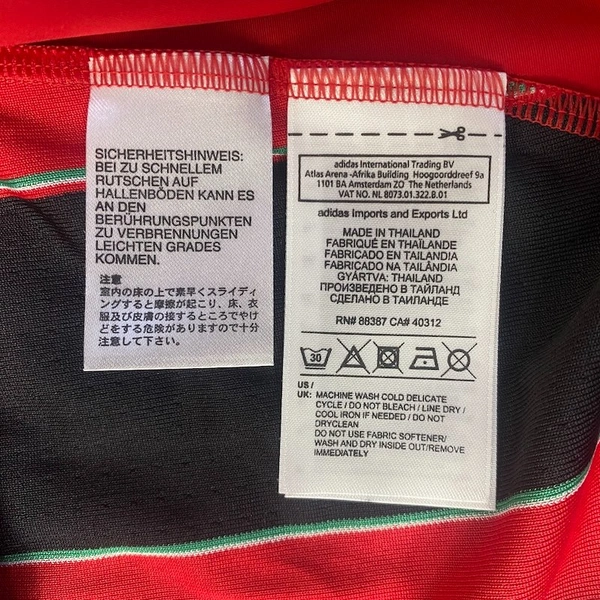 SICHERHEITSHINWEIS:
BEI ZU SCHNELLEM
RUTSCHEN AUF
HALLENBÖDEN KANN ES
AN DEN
BERÜHRUNGSPUNKTEN
ZU VERBRENNUNGEN
LEICHTEN GRADES
KOMMEN.
注意
室内の床の上で素早くスライディ
ングすると摩擦が起こり、床、衣
服及び皮膚の接するところでやけ
どをする危険がありますので十分
注意して下さい。
adidas International Trading BV
Atlas Arena -Afrika Building Hoogoorddreef 9a
1101 BA Amsterdam ZO The Netherlands
VAT NO. NL 8073.01.322.B.01
adidas Imports and Exports Ltd
MADE IN THAILAND
FABRIQUÉ EN THAÏLANDE
FABRICADO EN TAILANDIA
FABRICADO NA TAILÂNDIA
GYÁRTVA: THAILAND
ПРОИЗВЕДЕНО В ТАИЛАНД
СДЕЛАНО В ТАИЛАНДЕ
RN# 88387 CA# 40312
30
US /
UK: MACHINE WASH COLD DELICATE
CYCLE / DO NOT BLEACH / LINE DRY /
COOL IRON IF NEEDED / DO NOT
DRYCLEAN
DO NOT USE FABRIC SOFTENER/
WASH AND DRY INSIDE OUT/REMOVE
IMMEDIATELY